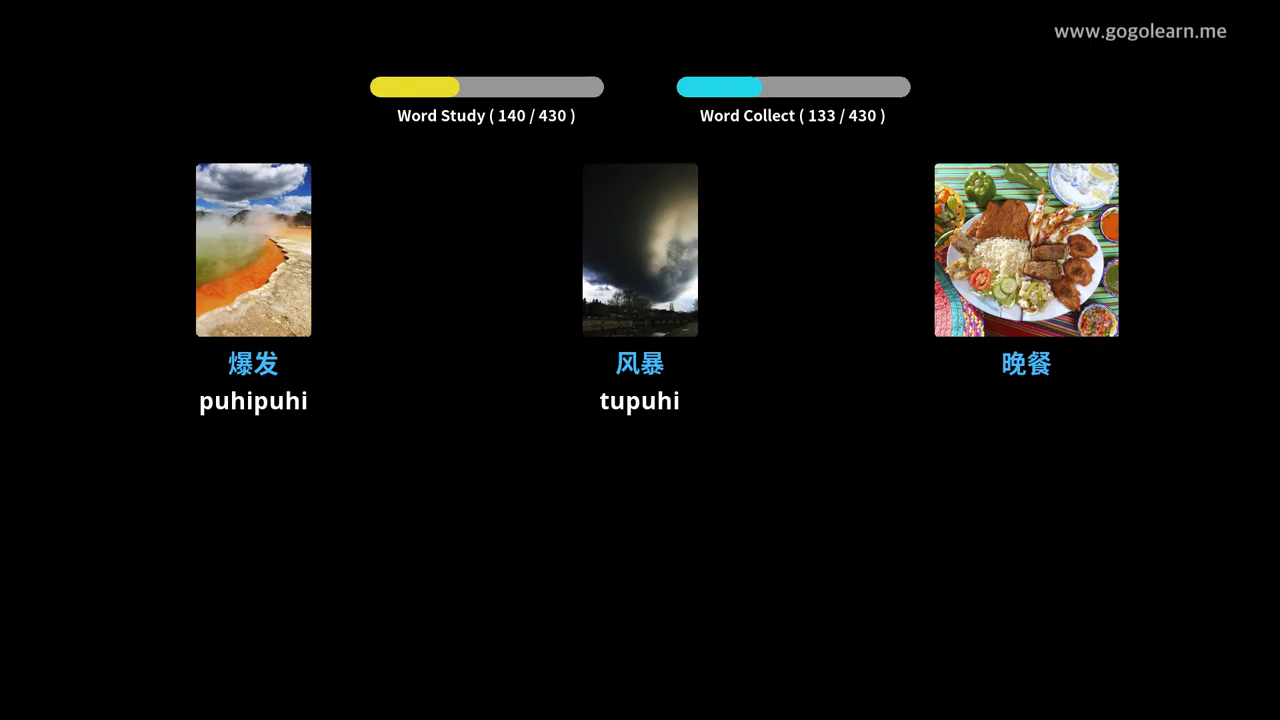 www.gogolearn.me
Word Study ( 140 / 430 )
Word Collect ( 133 / 430 )
爆发
风暴
晚餐
puhipuhi
tupuhi